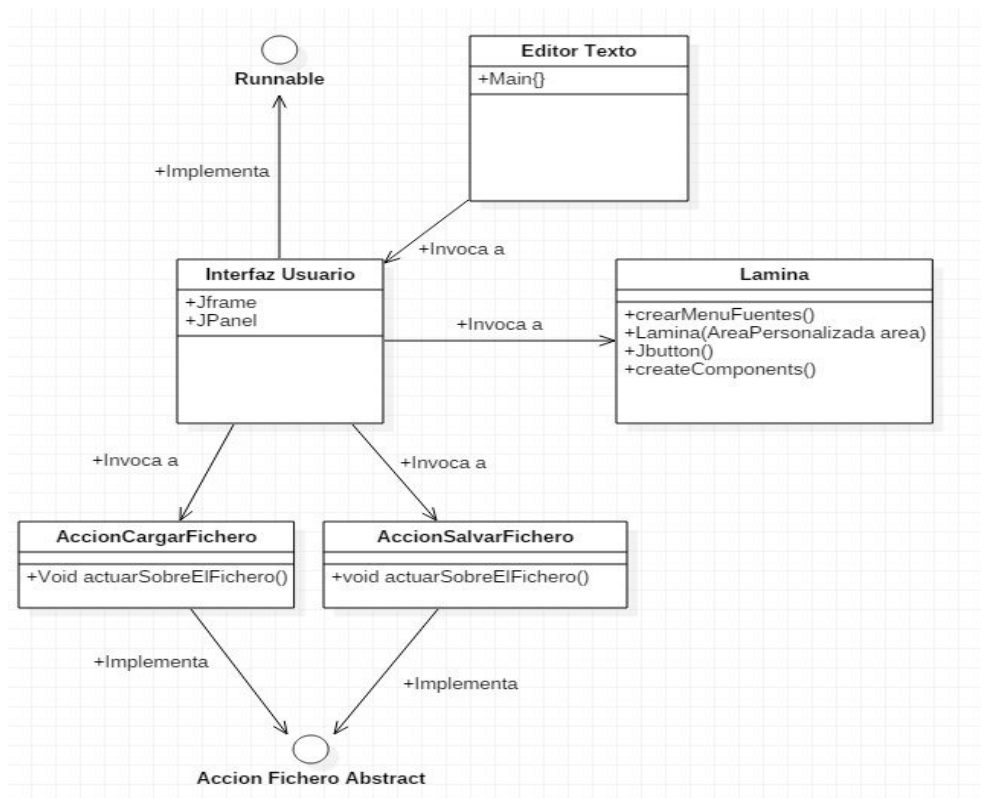 Runnable
Editor Texto
+Main{}
+Implementa
+Invoca a
Interfaz Usuario
+Jframe
+JPanel
+Invoca a
Lamina
+crearMenuFuentes()
+Lamina(AreaPersonalizada area)
+Jbutton()
+createComponents()
+Invoca a
+Invoca a
AccionCargarFichero
+Void actuarSobreElFichero()
AccionSalvarFichero
+void actuarSobreElFichero()
+Implementa
+Implementa
Accion Fichero Abstract